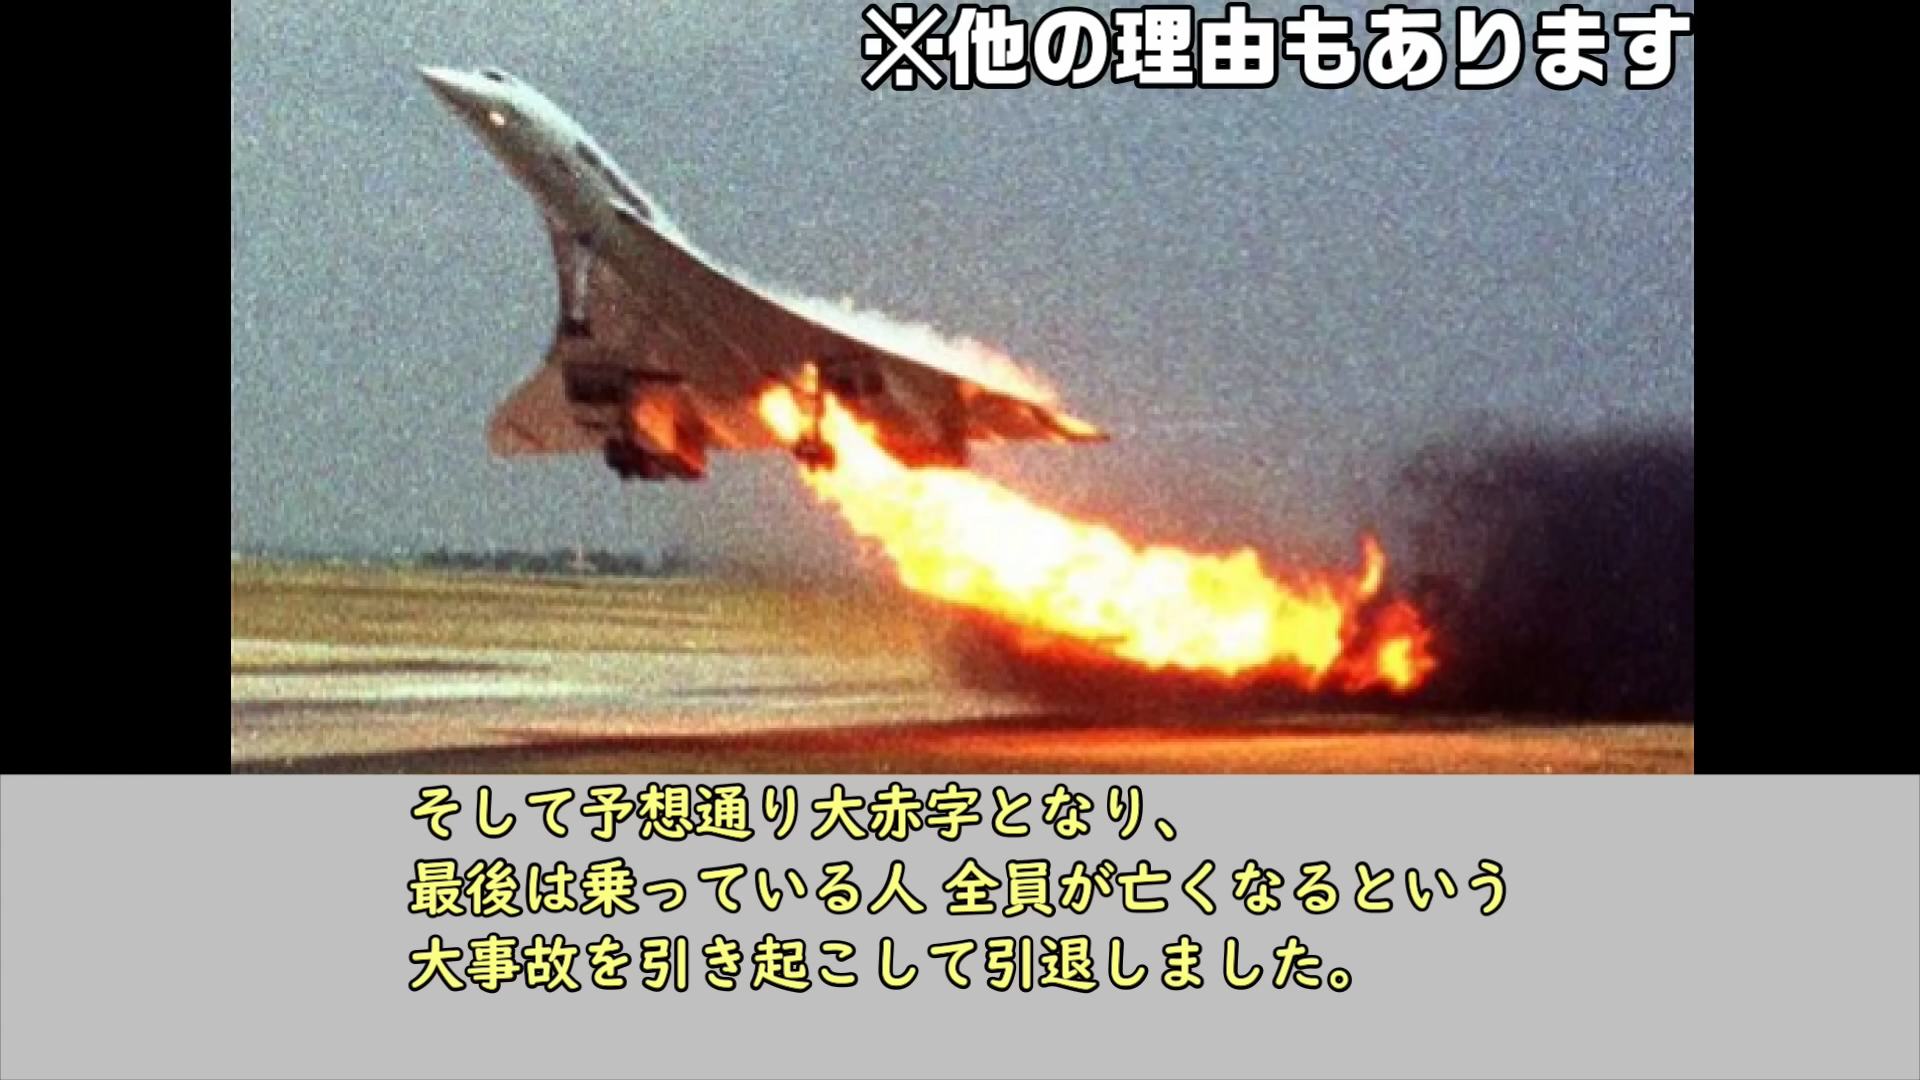 ※他の理由もあります
そして予想通り大赤字となり、
最後は乗っている人 全員が亡くなるという
大事故を引き起こして引退しました。